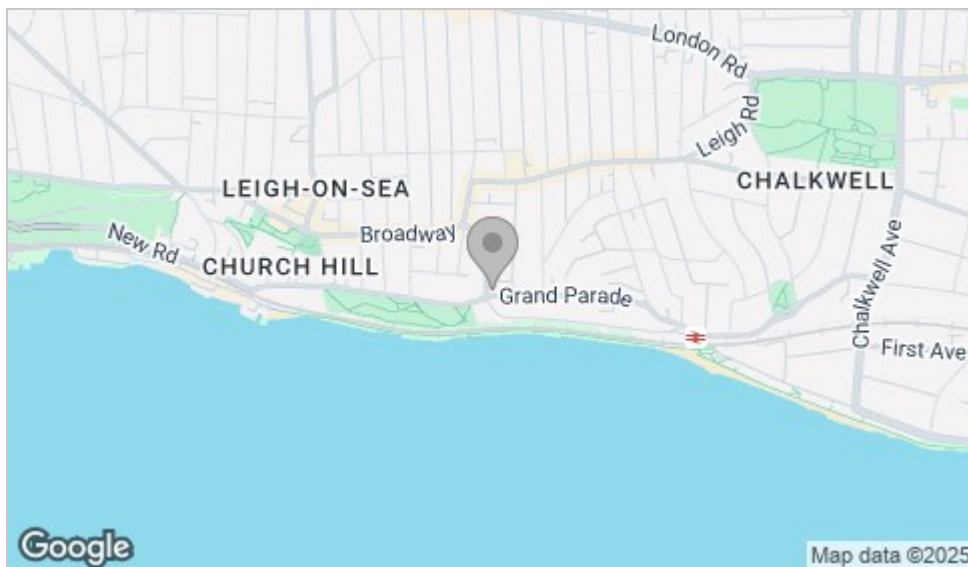 London Rd
Leigh Rd
CHALKWELL
LEIGH-ON-SEA
Broadway
New Rd
CHURCH HILL
Grand Parade
Chalkwell Ave
First Ave
Google
Map data ©2025